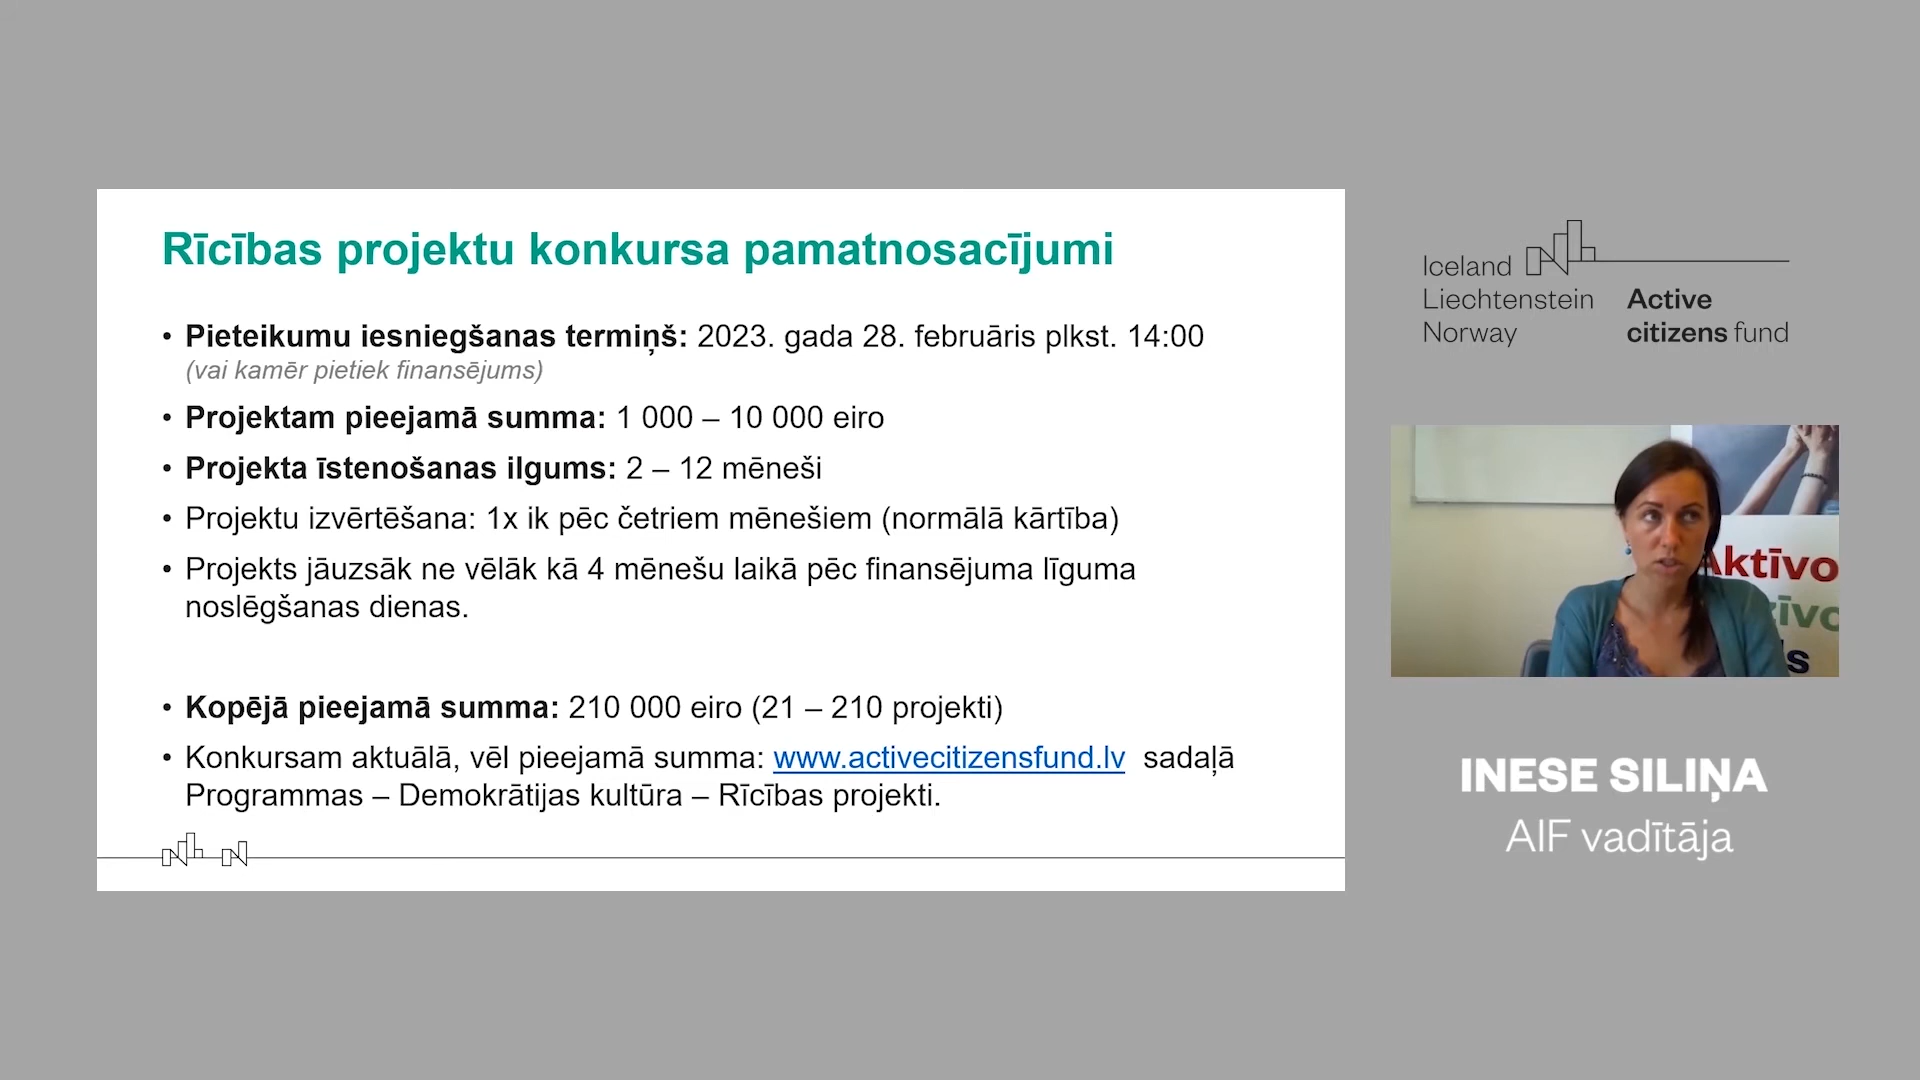 Rīcības projektu konkursa pamatnosacījumi
• Pieteikumu iesniegšanas termiņš: 2023. gada 28. februāris plkst. 14:00
(vai kamēr pietiek finansējums)
• Projektam pieejamā summa: 1 000 – 10 000 eiro
• Projekta īstenošanas ilgums: 2 – 12 mēneši
• Projektu izvērtēšana: 1x ik pēc četriem mēnešiem (normālā kārtība)
• Projekts jāuzsāk ne vēlāk kā 4 mēnešu laikā pēc finansējuma līguma
noslēgšanas dienas.
• Kopējā pieejamā summa: 210 000 eiro (21 – 210 projekti)
• Konkursam aktuālā, vēl pieejamā summa: www.activecitizensfund.lv sadaļā
Programmas – Demokrātijas kultūra – Rīcības projekti.
Iceland
Liechtenstein Active
Norway citizens fund
Aktīvo
INESE SILIŅA
AIF vadītāja